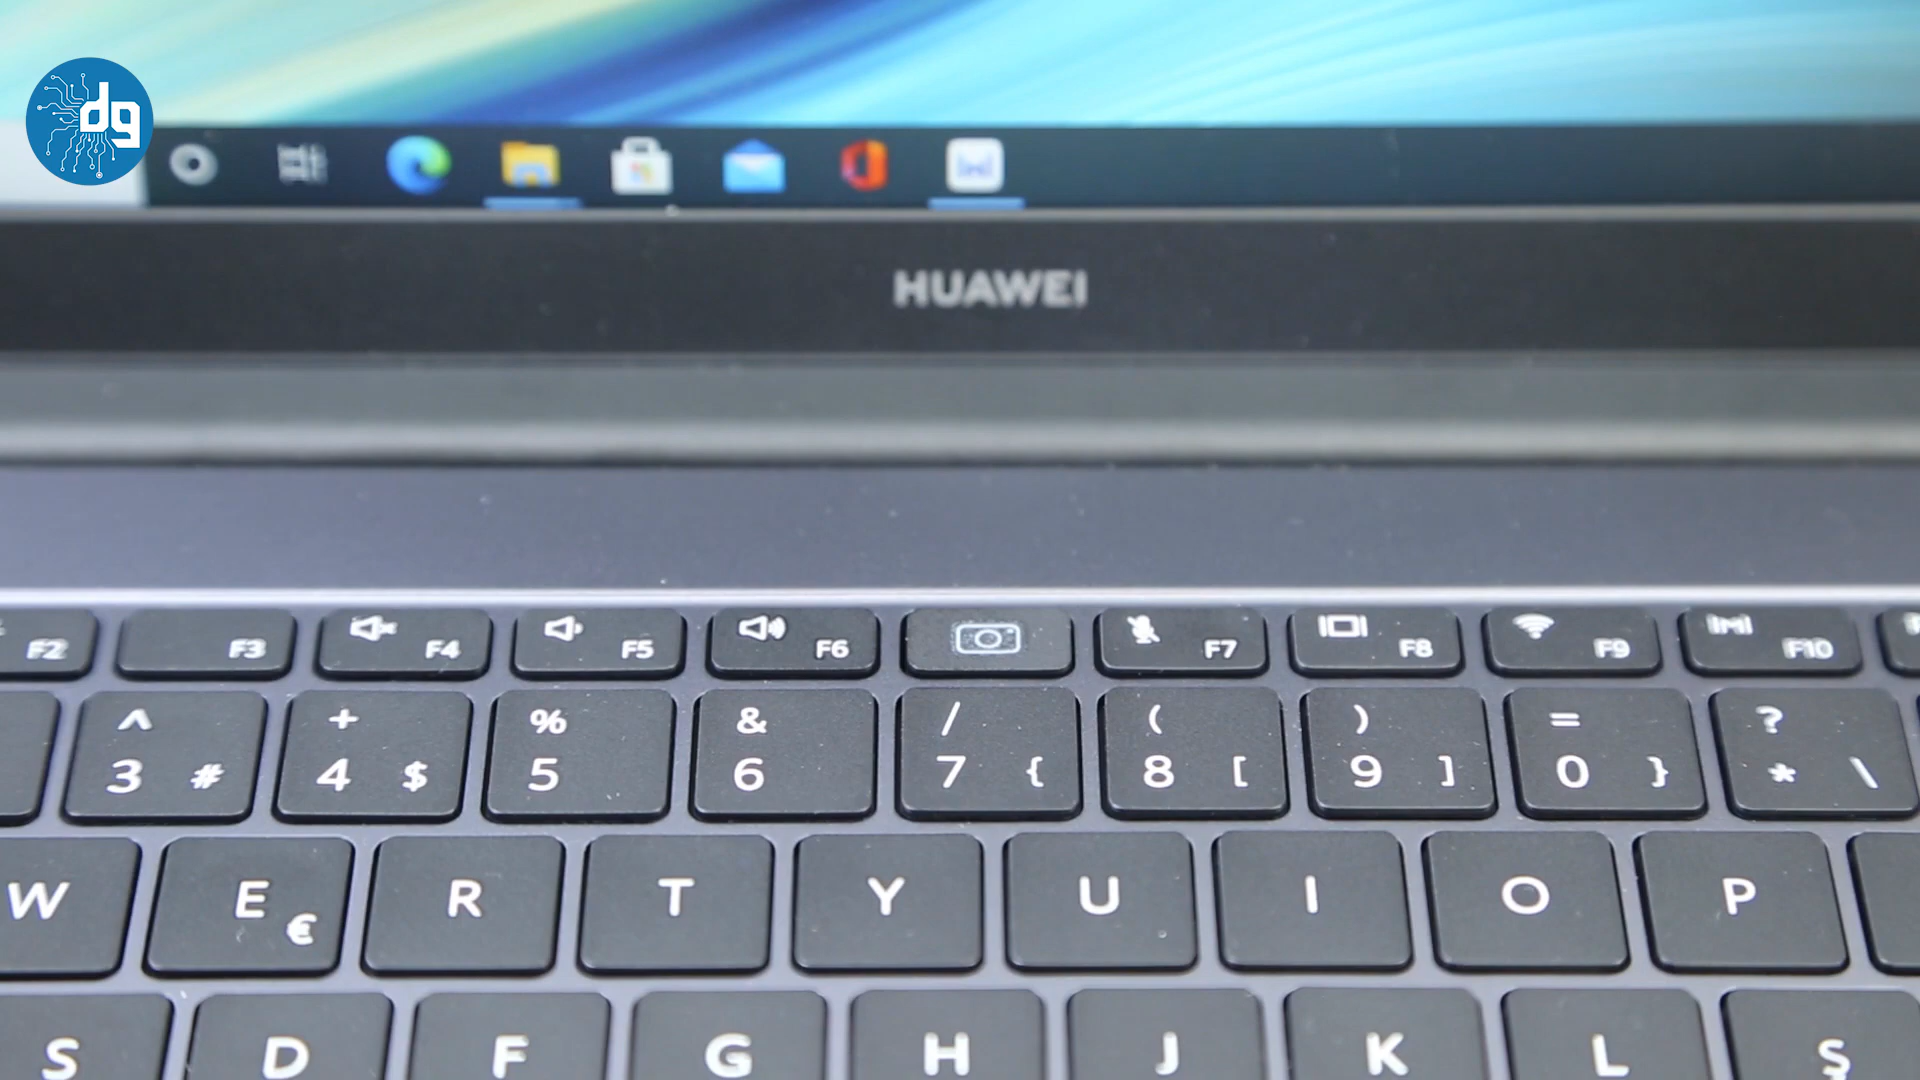 dg
HUAWEI
F2 F3 F4 F5 F6 F7 F8 F9 F10
^ + % & / ( ) = ?
3 # 4 $ 5 6 7 { 8 [ 9 ] 0 } * \
W E € R T Y U I O P
S D F G H J K L Ş